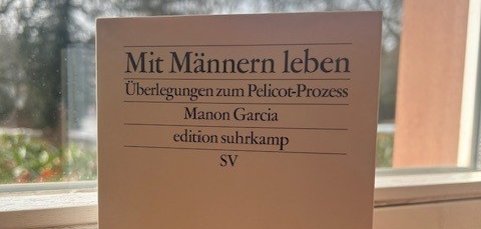 Mit Männern leben
Überlegungen zum Pelicot-Prozess
Manon Garcia
edition suhrkamp
SV